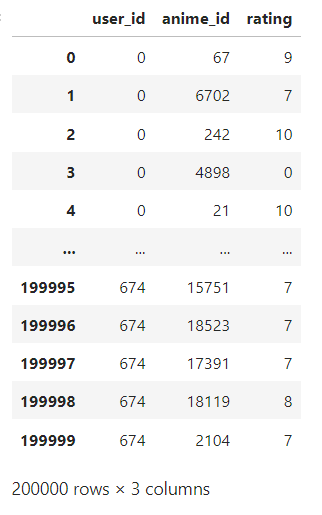 user_id anime_id rating
0 0 67 9
1 0 6702 7
2 0 242 10
3 0 4898 0
4 0 21 10
... ... ... ...
199995 674 15751 7
199996 674 18523 7
199997 674 17391 7
199998 674 18119 8
199999 674 2104 7
200000 rows × 3 columns